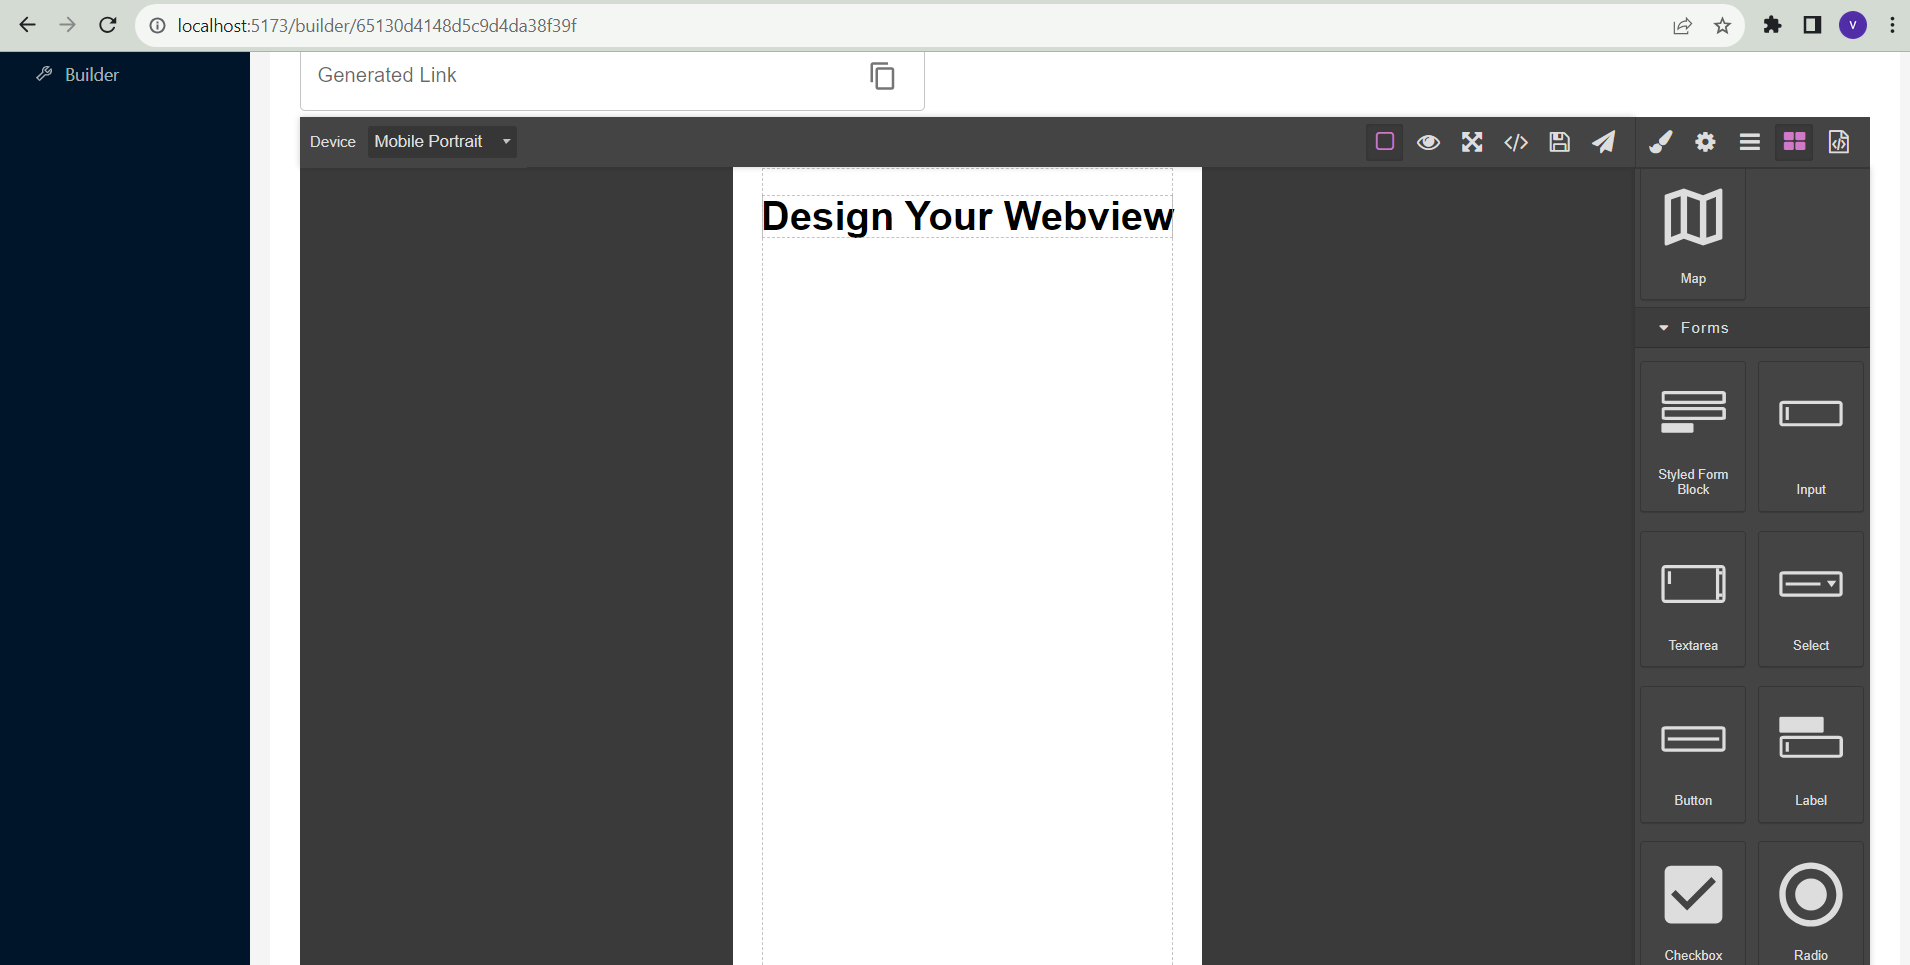 localhost:5173/builder/65130d4148d5c9d4da38f39f
V
Builder
Generated Link
Device
Mobile Portrait
Design Your Webview
Map
Forms
Styled Form
Block
Input
Textarea
Select
Button
Label
Checkbox
Radio